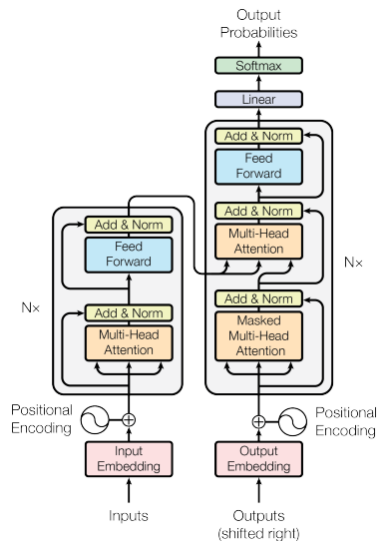 Output
Probabilities
Softmax
Linear
Add & Norm
Feed
Forward
Add & Norm
Multi-Head
Attention
Nx
Add & Norm
Masked
Multi-Head
Attention
Add & Norm
Feed
Forward
Nx
Add & Norm
Multi-Head
Attention
Positional
Encoding
Positional
Encoding
Input
Embedding
Output
Embedding
Inputs
Outputs
(shifted right)